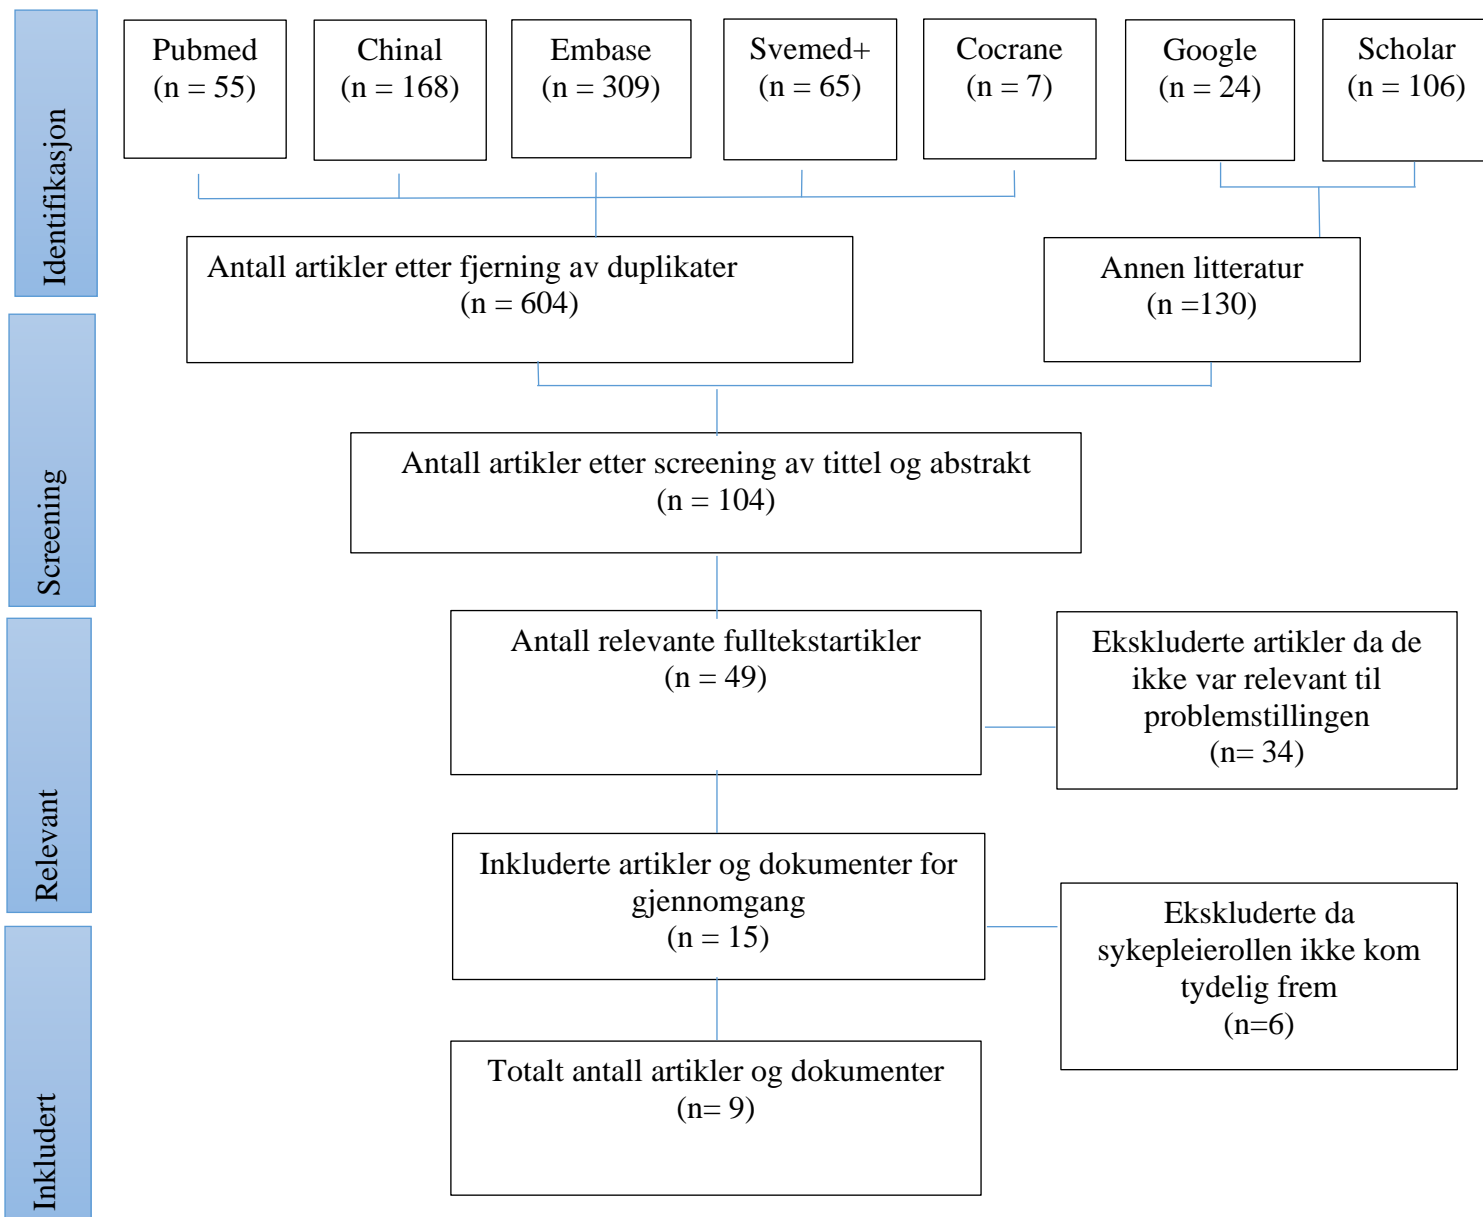 Pubmed
(n = 55)
Chinal
(n = 168)
Embase
(n = 309)
Svemed+
(n = 65)
Cocrane
(n = 7)
Google
(n = 24)
Scholar
(n = 106)
Identifikasjon
Antall artikler etter fjerning av duplikater
(n = 604)
Annen litteratur
(n =130)
Screening
Antall artikler etter screening av tittel og abstrakt
(n = 104)
Relevant
Antall relevante fulltekstartikler
(n = 49)
Ekskluderte artikler da de
ikke var relevant til
problemstillingen
(n= 34)
Inkluderte artikler og dokumenter for
gjennomgang
(n = 15)
Ekskluderte da
sykepleierollen ikke kom
tydelig frem
(n=6)
Inkludert
Totalt antall artikler og dokumenter
(n= 9)